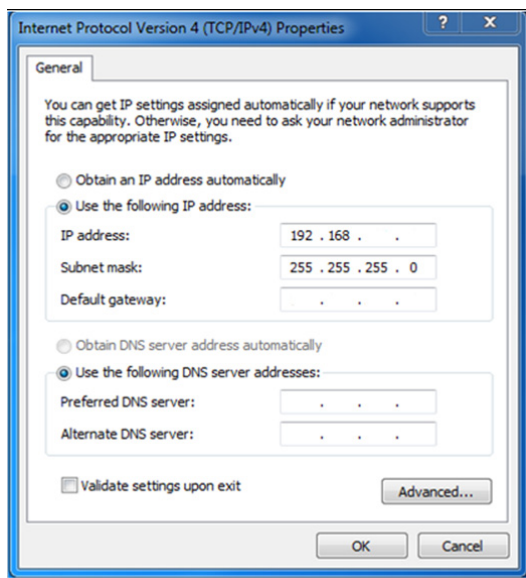 Internet Protocol Version 4 (TCP/IPv4) Properties
? X
General
You can get IP settings assigned automatically if your network supports
this capability. Otherwise, you need to ask your network administrator
for the appropriate IP settings.
Obtain an IP address automatically
Use the following IP address:
IP address: 192 . 168 . .
Subnet mask: 255 . 255 . 255 . 0
Default gateway: . . .
Obtain DNS server address automatically
Use the following DNS server addresses:
Preferred DNS server: . . .
Alternate DNS server: . . .
Validate settings upon exit
Advanced...
OK Cancel